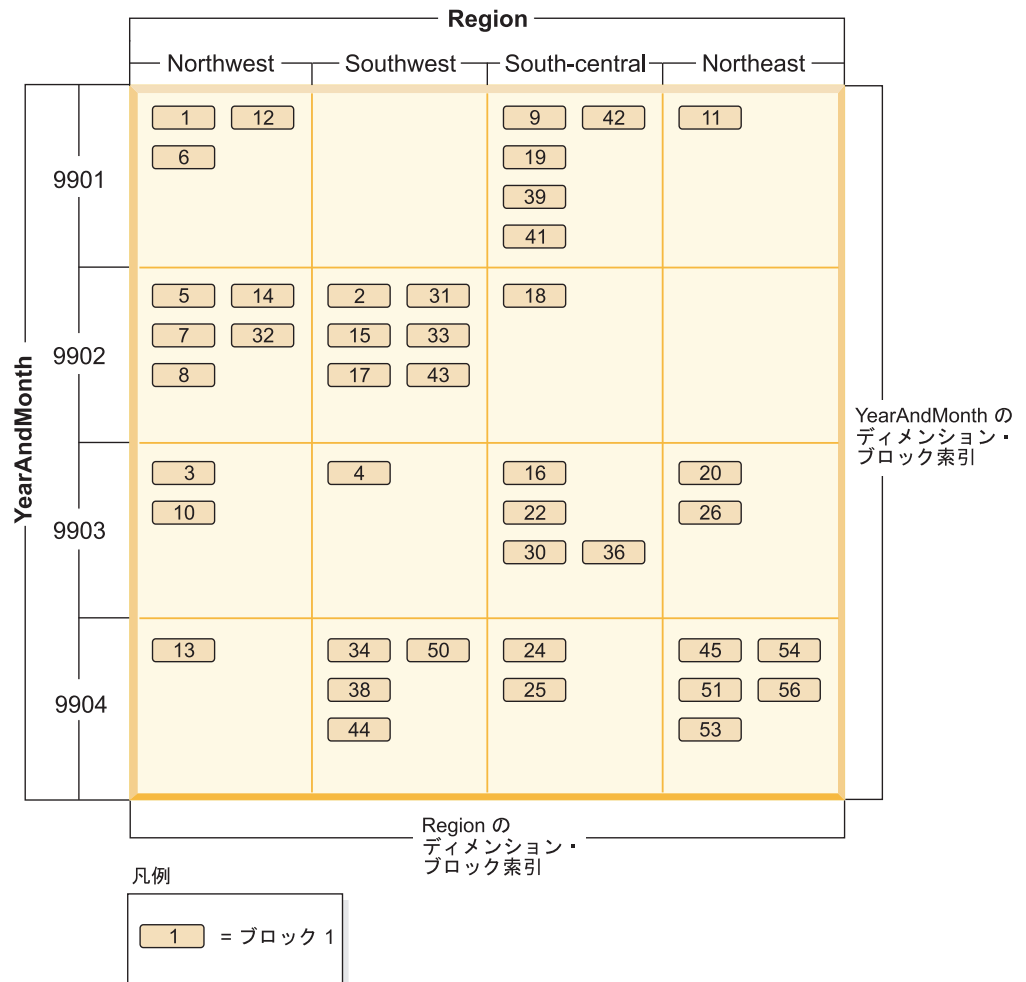 Region
Northwest Southwest South-central Northeast
YearAndMonth
9901
1 12 9 42 11
6 19
39
41
9902
5 14 2 31 18
7 32 15 33
8 17 43
9903
3 4 16 20
10 22 26
30 36
9904
13 34 50 24 45 54
38 25 51 56
44 53
YearAndMonth の
ディメンション・
ブロック索引
Region の
ディメンション・
ブロック索引
凡例
1 = ブロック 1